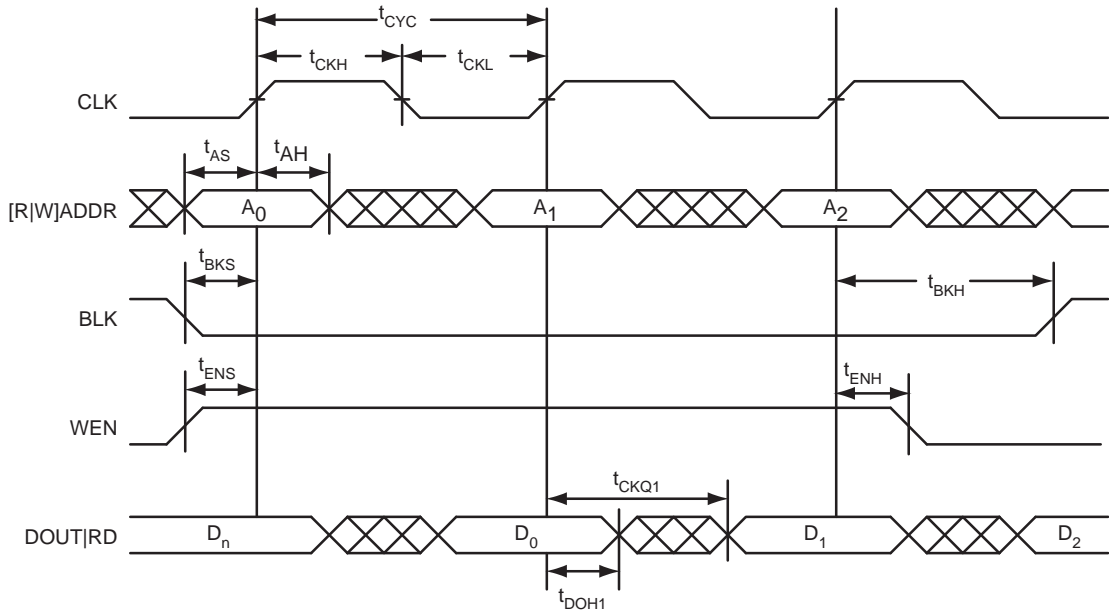 tCYC
tCKH tCKL
CLK
tAS tAH
[R|W]ADDR A0 A1 A2
tBKS tBKH
BLK
tENS tENH
WEN
tCKQ1
DOUT|RD Dn D0 D1 D2
tDOH1